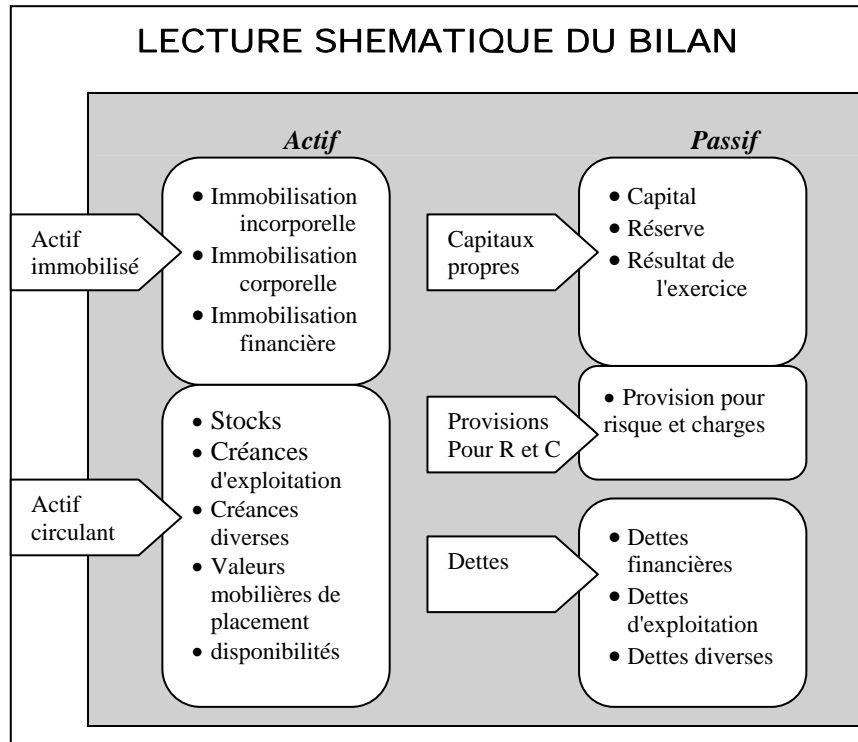 LECTURE SHEMATIQUE DU BILAN
Actif
Actif
immobilisé
• Immobilisation
incorporelle
• Immobilisation
corporelle
• Immobilisation
financière
Actif
circulant
• Stocks
• Créances
d'exploitation
• Créances
diverses
• Valeurs
mobilières de
placement
• disponibilités
Passif
Capitaux
propres
• Capital
• Réserve
• Résultat de
l'exercice
Provisions
Pour R et C
• Provision pour
risque et charges
Dettes
• Dettes
financières
• Dettes
d'exploitation
• Dettes diverses